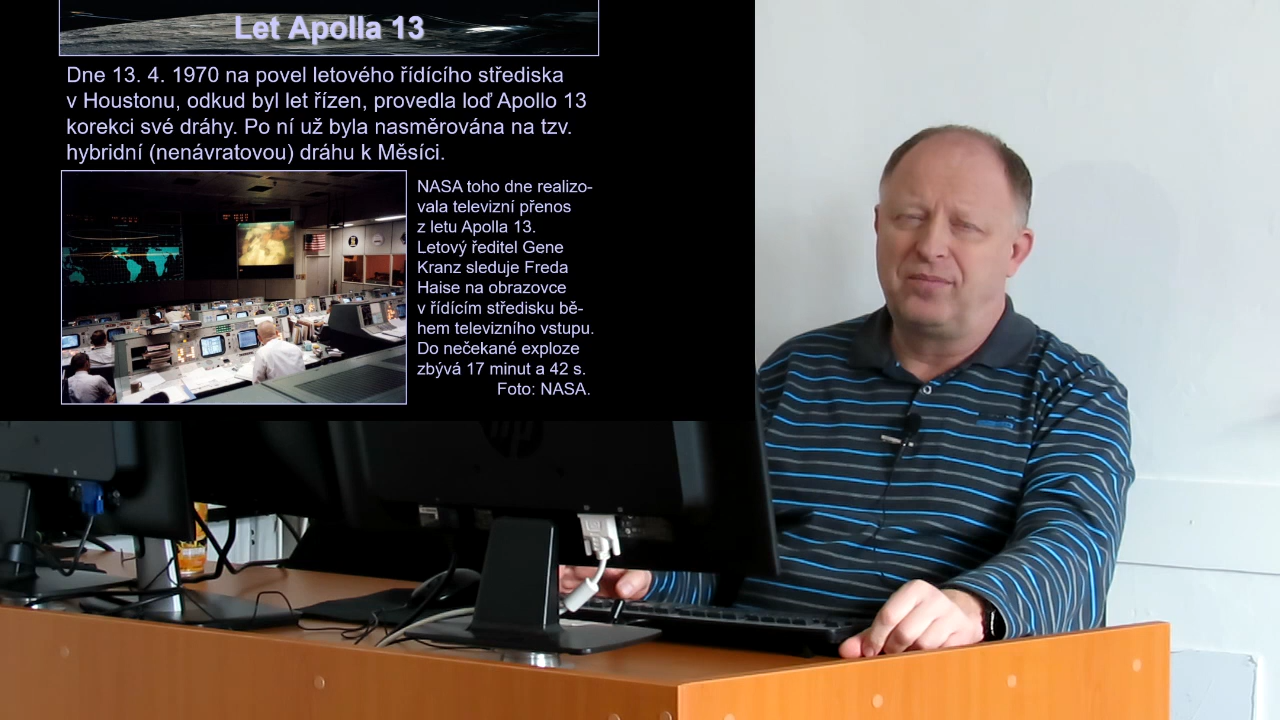 Let Apolla 13
Dne 13. 4. 1970 na povel letového řídícího střediska
v Houstonu, odkud byl let řízen, provedla loď Apollo 13
korekci své dráhy. Po ní už byla nasměrována na tzv.
hybridní (nenávratovou) dráhu k Měsíci.
NASA toho dne realizo-
vala televizní přenos
z letu Apolla 13.
Letový ředitel Gene
Kranz sleduje Freda
Haise na obrazovce
v řídícím středisku bě-
hem televizního vstupu.
Do nečekané exploze
zbývá 17 minut a 42 s.
Foto: NASA.
hp